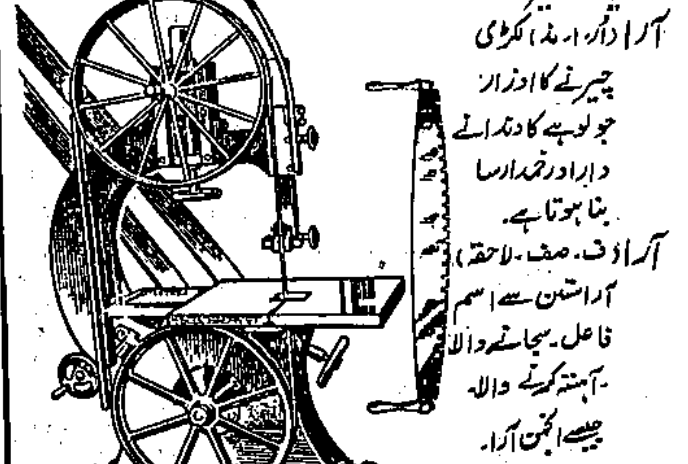 آرا (اُر۔ا۔مذ) لکڑی
چیرنے کا اوزار
جو لوہے کا دندانے
دار اور خمدار سا
بنا ہوتا ہے۔
آرا (ف۔صف۔لاحقہ)
آراستن سے اسم
فاعل۔سجانے والا
۔آہستہ کرنے والا۔
جیسے انجمن آرا۔